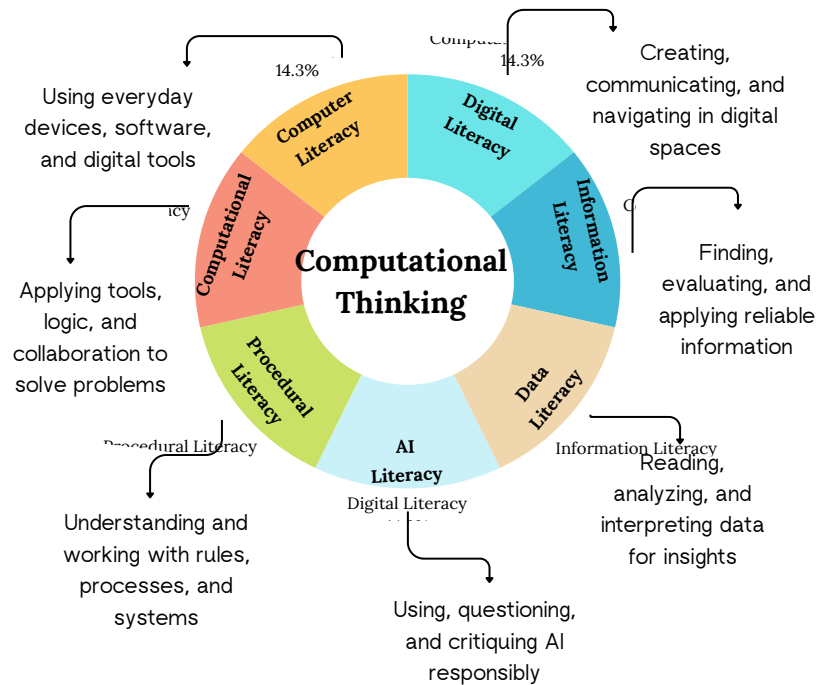 14.3%
14.3%
Using everyday
devices, software,
and digital tools
Creating,
communicating, and
navigating in digital
spaces
Computer
Literacy
Digital
Literacy
Information
Literacy
Computational
Literacy
Computational
Thinking
Finding,
evaluating, and
applying reliable
information
Applying tools,
logic, and
collaboration to
solve problems
Procedural
Literacy
Data
Literacy
AI
Literacy
Procedural Literacy
Information Literacy
Digital Literacy
Reading,
analyzing, and
interpreting data
for insights
Understanding and
working with rules,
processes, and
systems
Using, questioning,
and critiquing AI
responsibly